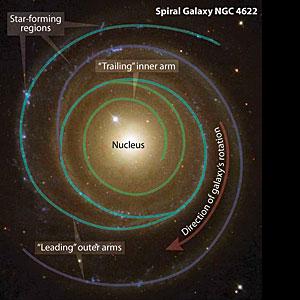 Spiral Galaxy NGC 4622
Star-forming
regions
"Trailing" inner arm
Nucleus
Direction of galaxy's rotation
"Leading" outer arms